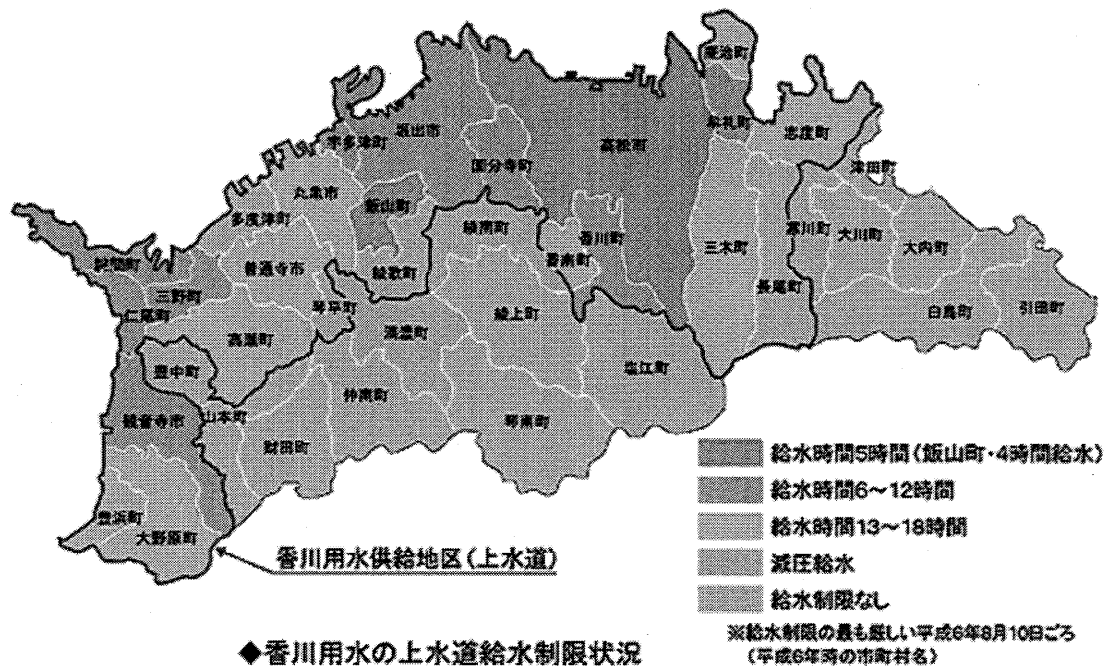 庵治町
牟礼町
志度町
坂出市
宇多津町
高松市
国分寺町
津田町
丸亀市
飯山町
多度津町
綾南町
香川町
寒川町
大川町
大内町
三木町
香南町
詫間町
善通寺市
綾歌町
長尾町
三野町
仁尾町
琴平町
綾上町
白鳥町
引田町
高瀬町
満濃町
豊中町
塩江町
仲南町
観音寺市
山本町
琴南町
財田町
豊浜町
大野原町
給水時間5時間(飯山町・4時間給水)
給水時間6〜12時間
給水時間13〜18時間
減圧給水
給水制限なし
香川用水供給地区(上水道)
※給水制限の最も厳しい平成6年8月10日ごろ
(平成6年時の市町村名)
◆香川用水の上水道給水制限状況